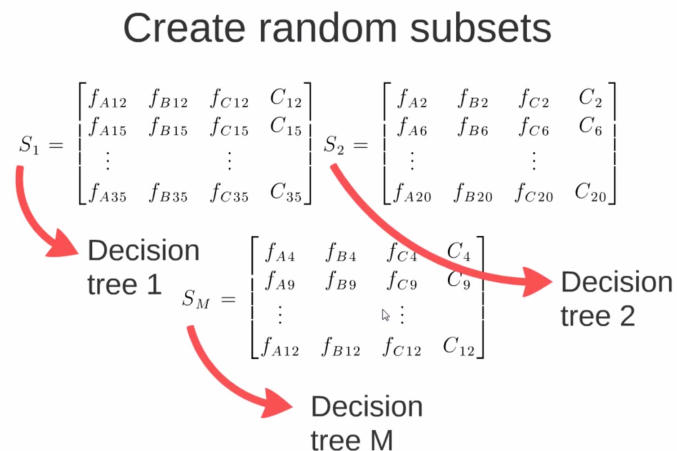 Create random subsets
S₁ = [f_A12 f_B12 f_C12 C_12
f_A15 f_B15 f_C15 C_15
⋮ ⋮
f_A35 f_B35 f_C35 C_35]
S₂ = [f_A2 f_B2 f_C2 C_2
f_A6 f_B6 f_C6 C_6
⋮ ⋮
f_A20 f_B20 f_C20 C_20]
Decision
tree 1
S_M = [f_A4 f_B4 f_C4 C_4
f_A9 f_B9 f_C9 C_9
⋮ ⋮
f_A12 f_B12 f_C12 C_12]
Decision
tree 2
Decision
tree M